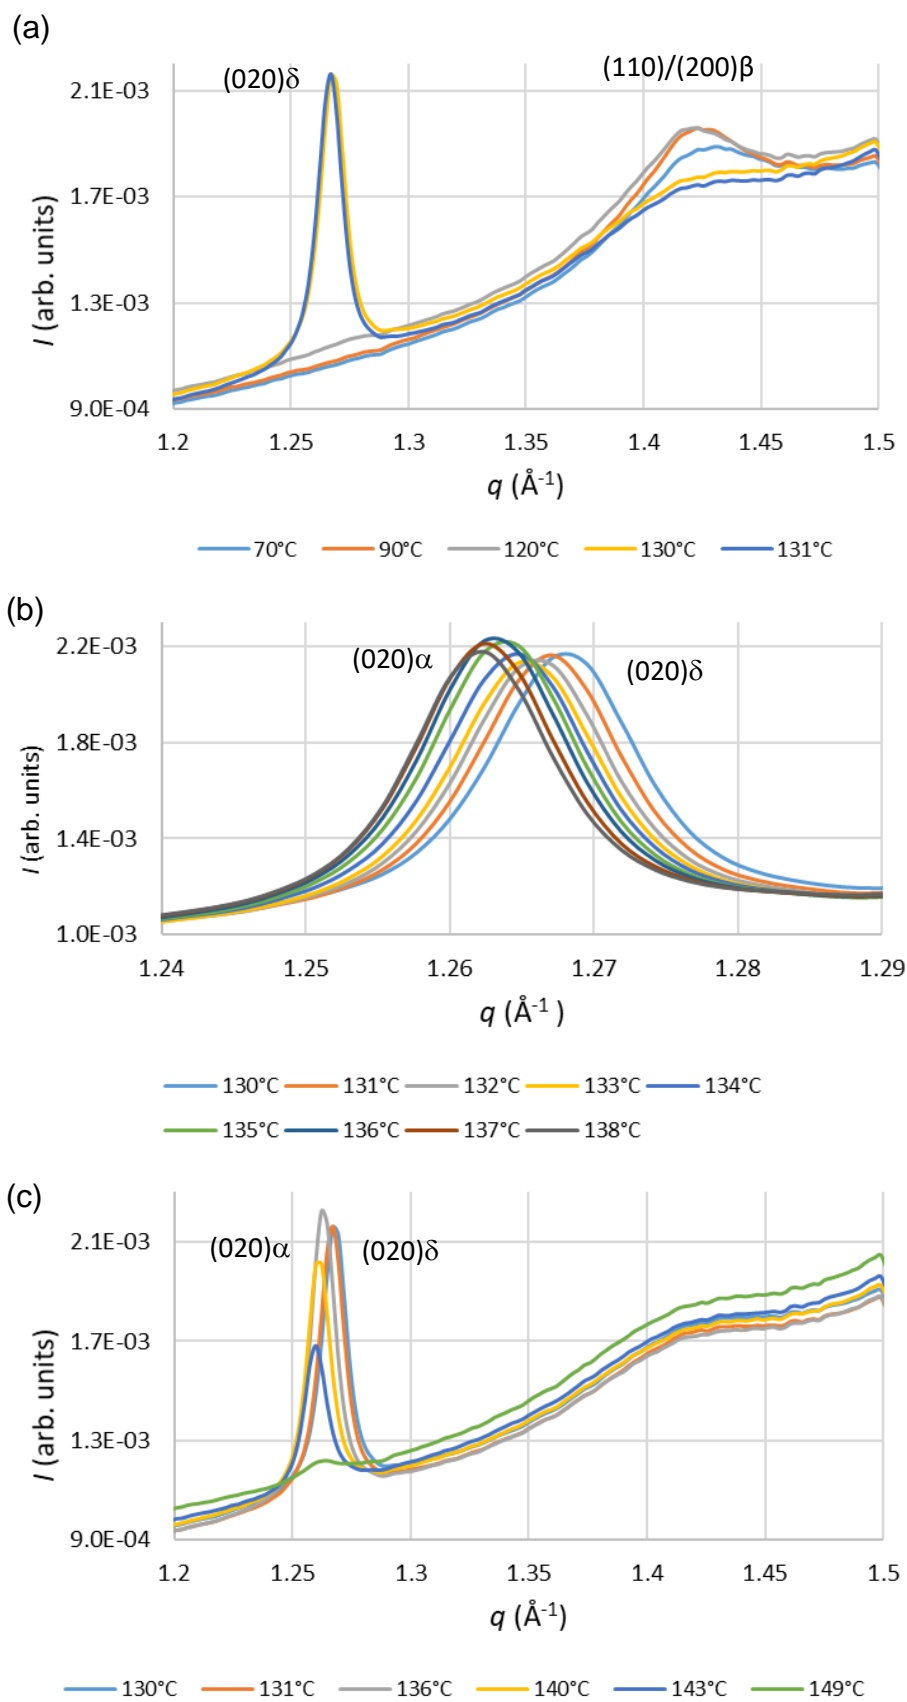 (a)
(020)δ
(110)/(200)β
2.1E-03
1.7E-03
1.3E-03
9.0E-04
I (arb. units)
1.2 1.25 1.3 1.35 1.4 1.45 1.5
q (Å-1)
70°C 90°C 120°C 130°C 131°C
(b)
(020)α
(020)δ
2.2E-03
1.8E-03
1.4E-03
1.0E-03
I (arb. units)
1.24 1.25 1.26 1.27 1.28 1.29
q (Å-1 )
130°C 131°C 132°C 133°C 134°C
135°C 136°C 137°C 138°C
(c)
(020)α
(020)δ
2.1E-03
1.7E-03
1.3E-03
9.0E-04
I (arb. units)
1.2 1.25 1.3 1.35 1.4 1.45 1.5
q (Å-1)
130°C 131°C 136°C 140°C 143°C 149°C